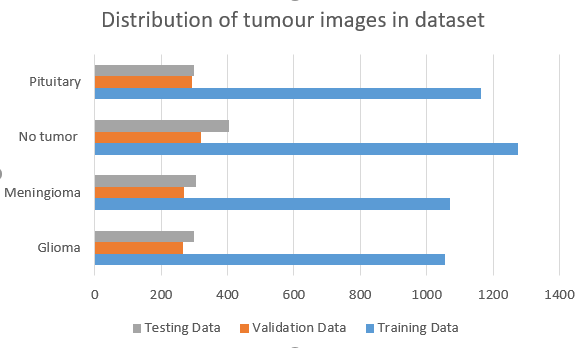 Distribution of tumour images in dataset
Pituitary
No tumor
Meningioma
Glioma
0 200 400 600 800 1000 1200 1400
Testing Data Validation Data Training Data